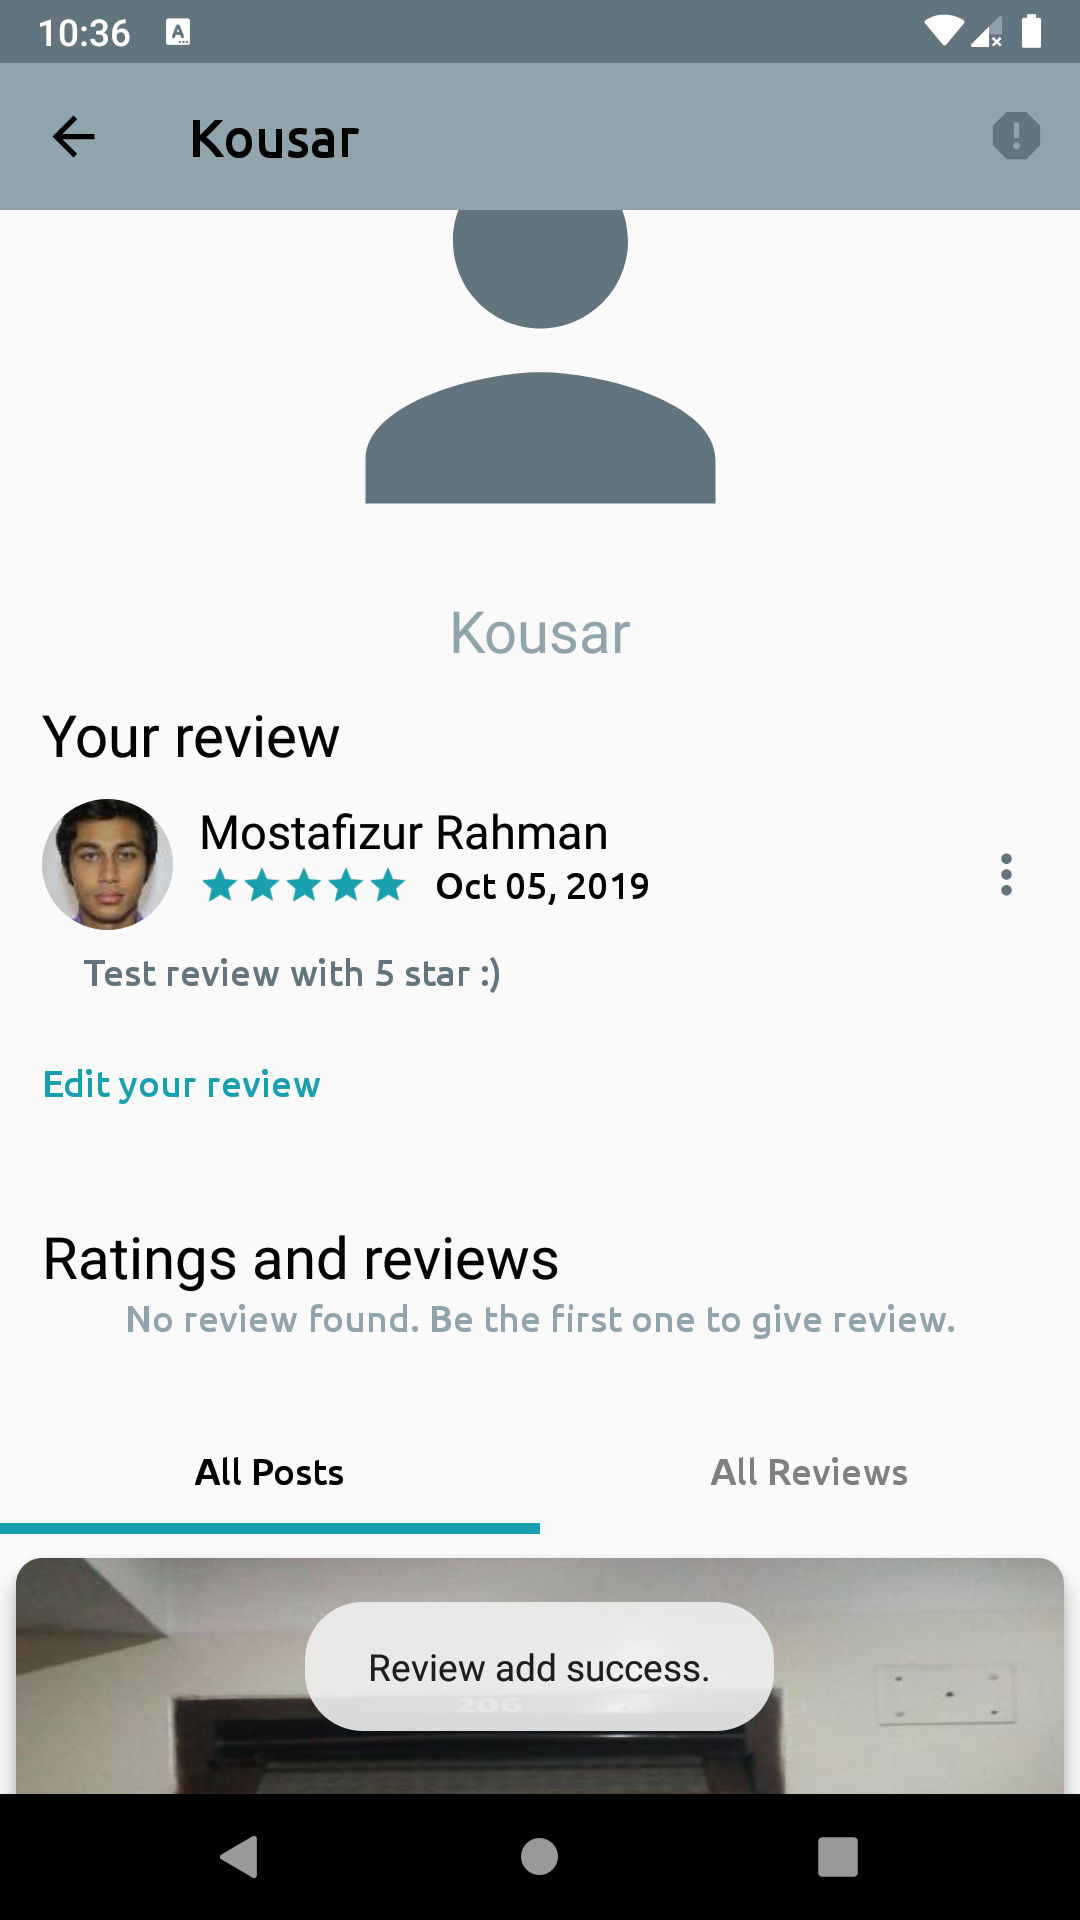 10:36
Kousar
Kousar
Your review
Mostafizur Rahman
Oct 05, 2019
Test review with 5 star :)
Edit your review
Ratings and reviews
No review found. Be the first one to give review.
All Posts All Reviews
Review add success.
206